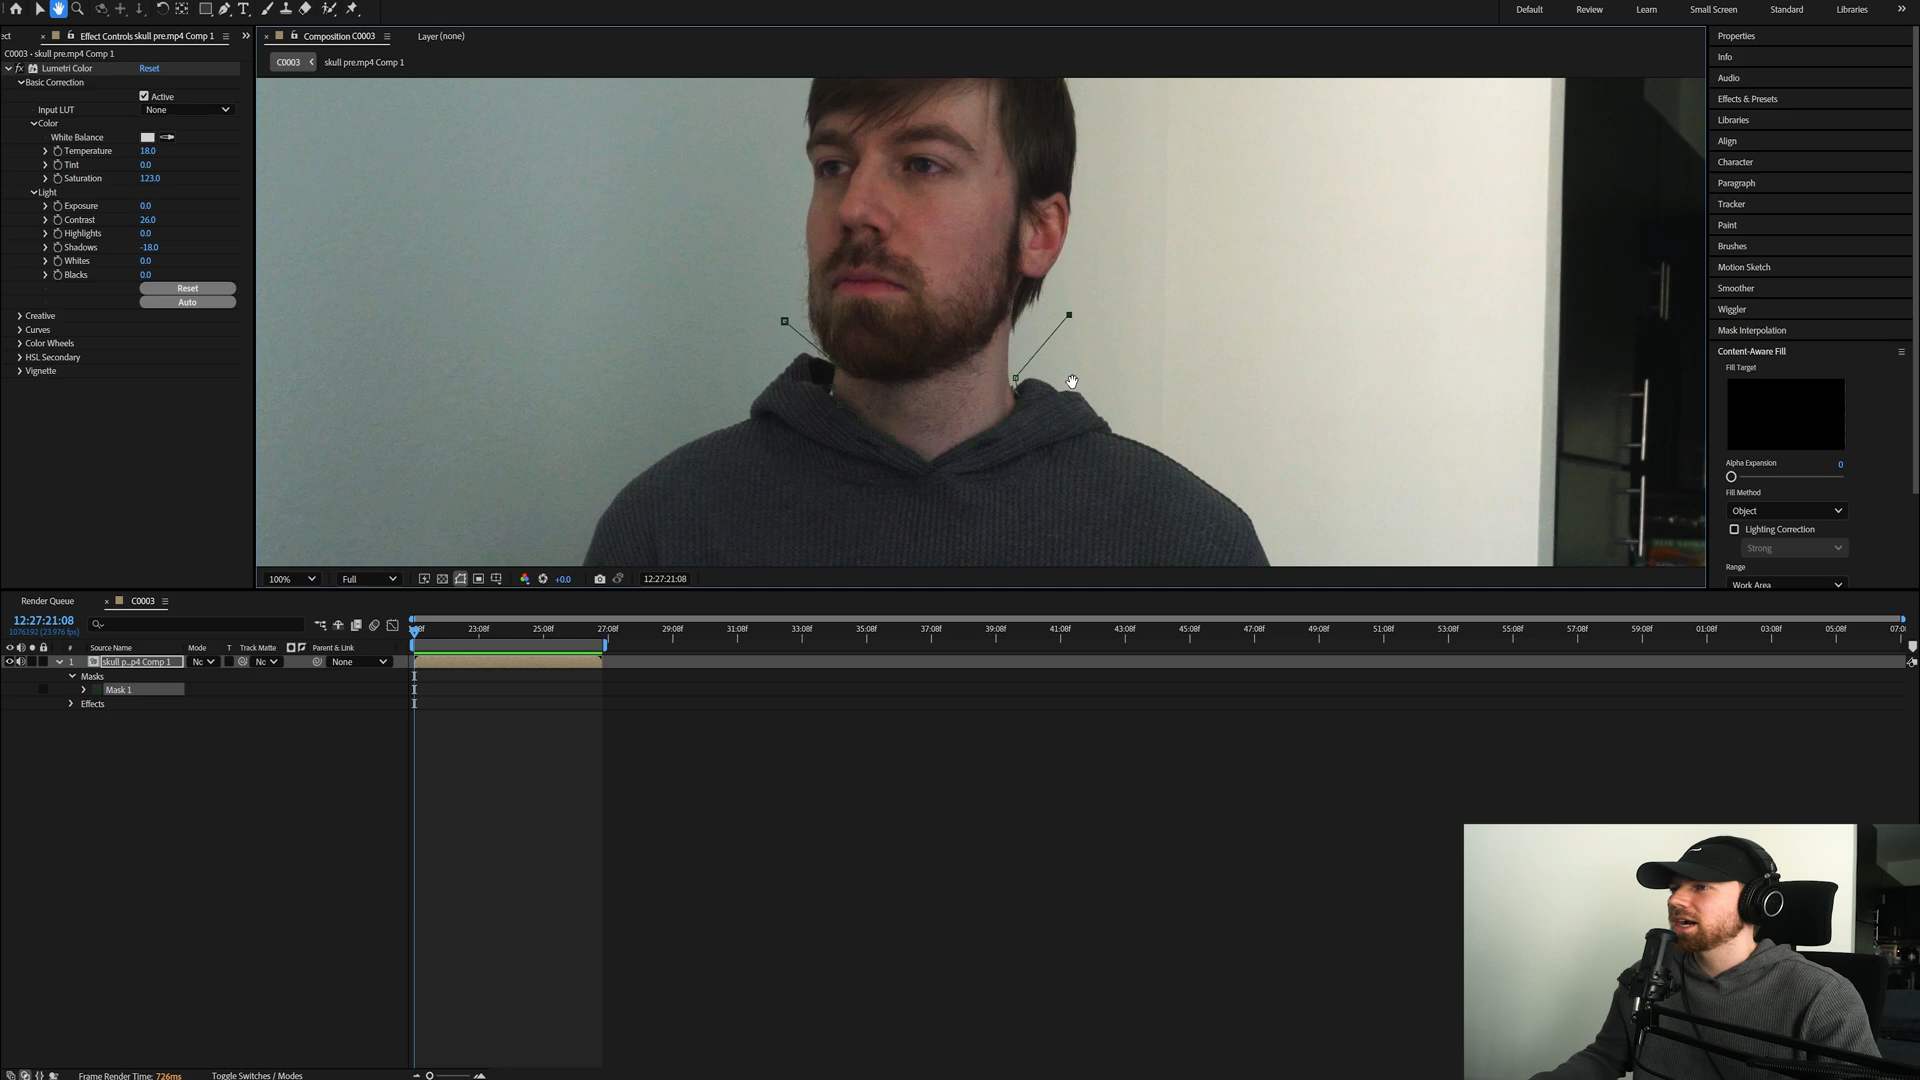 Default
Review
Learn
Small Screen
Standard
Libraries
Effect Controls skull pre.mp4 Comp 1
Composition C0003
Layer (none)
C0003 • skull pre.mp4 Comp 1
C0003
skull pre.mp4 Comp 1
fx Lumetri Color
Reset
Basic Correction
Active
Input LUT
None
Color
White Balance
Temperature
18.0
Tint
0.0
Saturation
123.0
Light
Exposure
0.0
Contrast
26.0
Highlights
0.0
Shadows
-18.0
Whites
0.0
Blacks
0.0
Reset
Auto
Creative
Curves
Color Wheels
HSL Secondary
Vignette
Properties
Info
Audio
Effects & Presets
Libraries
Align
Character
Paragraph
Tracker
Paint
Brushes
Motion Sketch
Smoother
Wiggler
Mask Interpolation
Content-Aware Fill
Fill Target
Alpha Expansion
0
Fill Method
Object
Lighting Correction
Strong
Range
Work Area
100%
Full
+0.0
12:27:21:08
Render Queue
C0003
12:27:21:08
1076192 (23.976 fps)
23:08f
25:08f
27:08f
29:08f
31:08f
33:08f
35:08f
37:08f
39:08f
41:08f
43:08f
45:08f
47:08f
49:08f
51:08f
53:08f
55:08f
57:08f
59:08f
01:08f
03:08f
05:08f
#
Source Name
Mode
T
Track Matte
Parent & Link
1
skull p...p4 Comp 1
Nc
Nc
None
Masks
Mask 1
Effects
Frame Render Time: 726ms
Toggle Switches / Modes